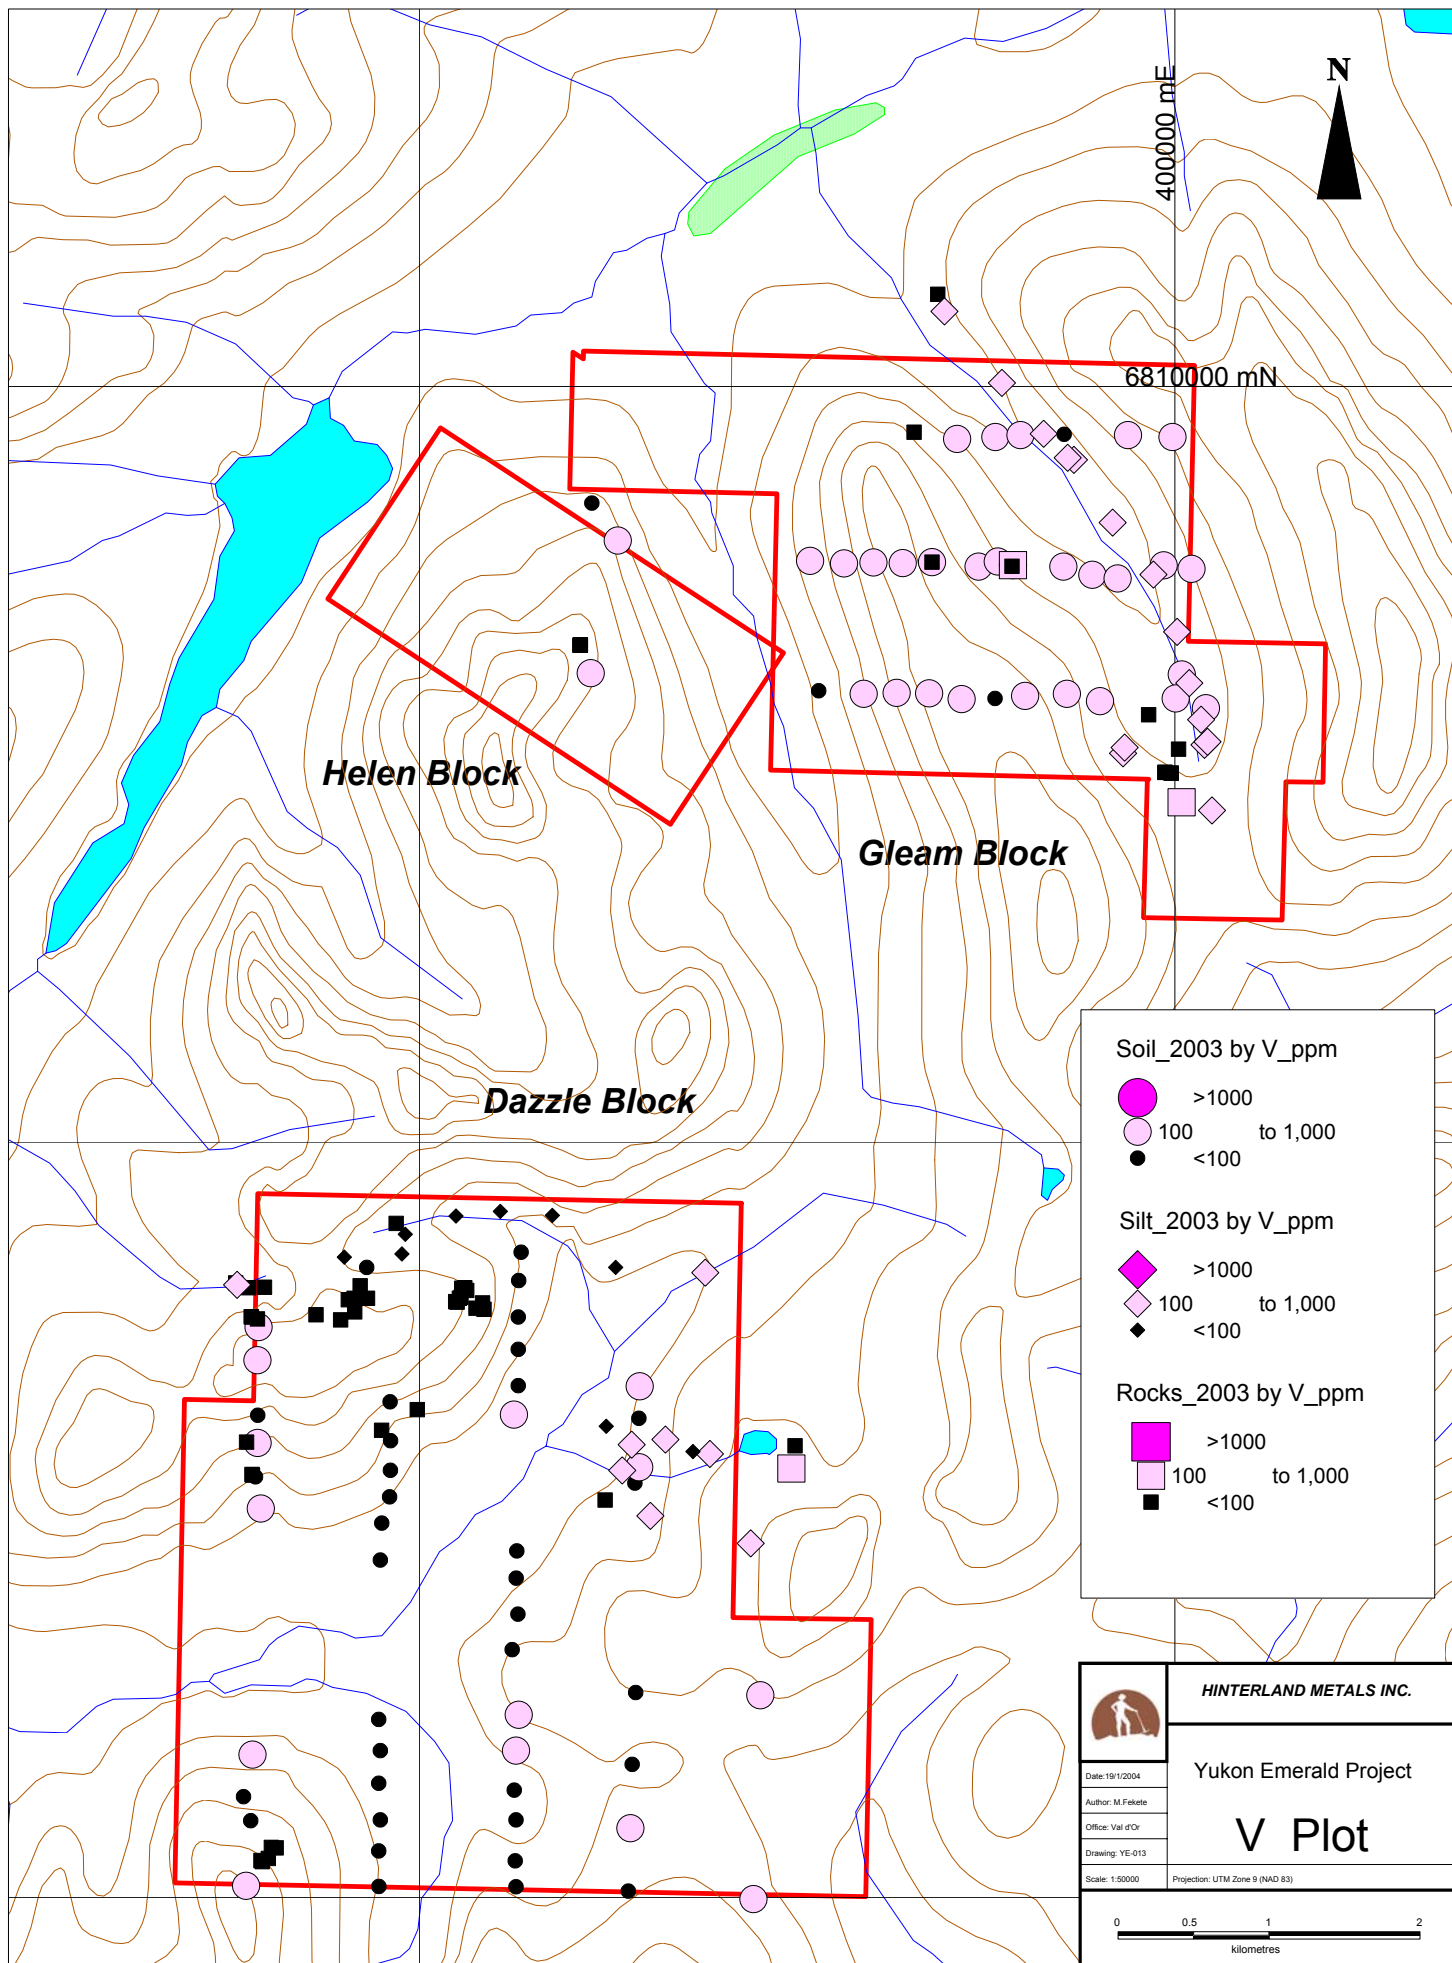 N
400000 mE
6810000 mN
Helen Block
Gleam Block
Dazzle Block
Soil_2003 by V_ppm
>1000
100 to 1,000
<100
Silt_2003 by V_ppm
>1000
100 to 1,000
<100
Rocks_2003 by V_ppm
>1000
100 to 1,000
<100
HINTERLAND METALS INC.
Yukon Emerald Project
V Plot
Date:19/1/2004
Author: M.Fekete
Office: Val d'Or
Drawing: YE-013
Scale: 1:50000
Projection: UTM Zone 9 (NAD 83)
0 0.5 1 2
kilometres